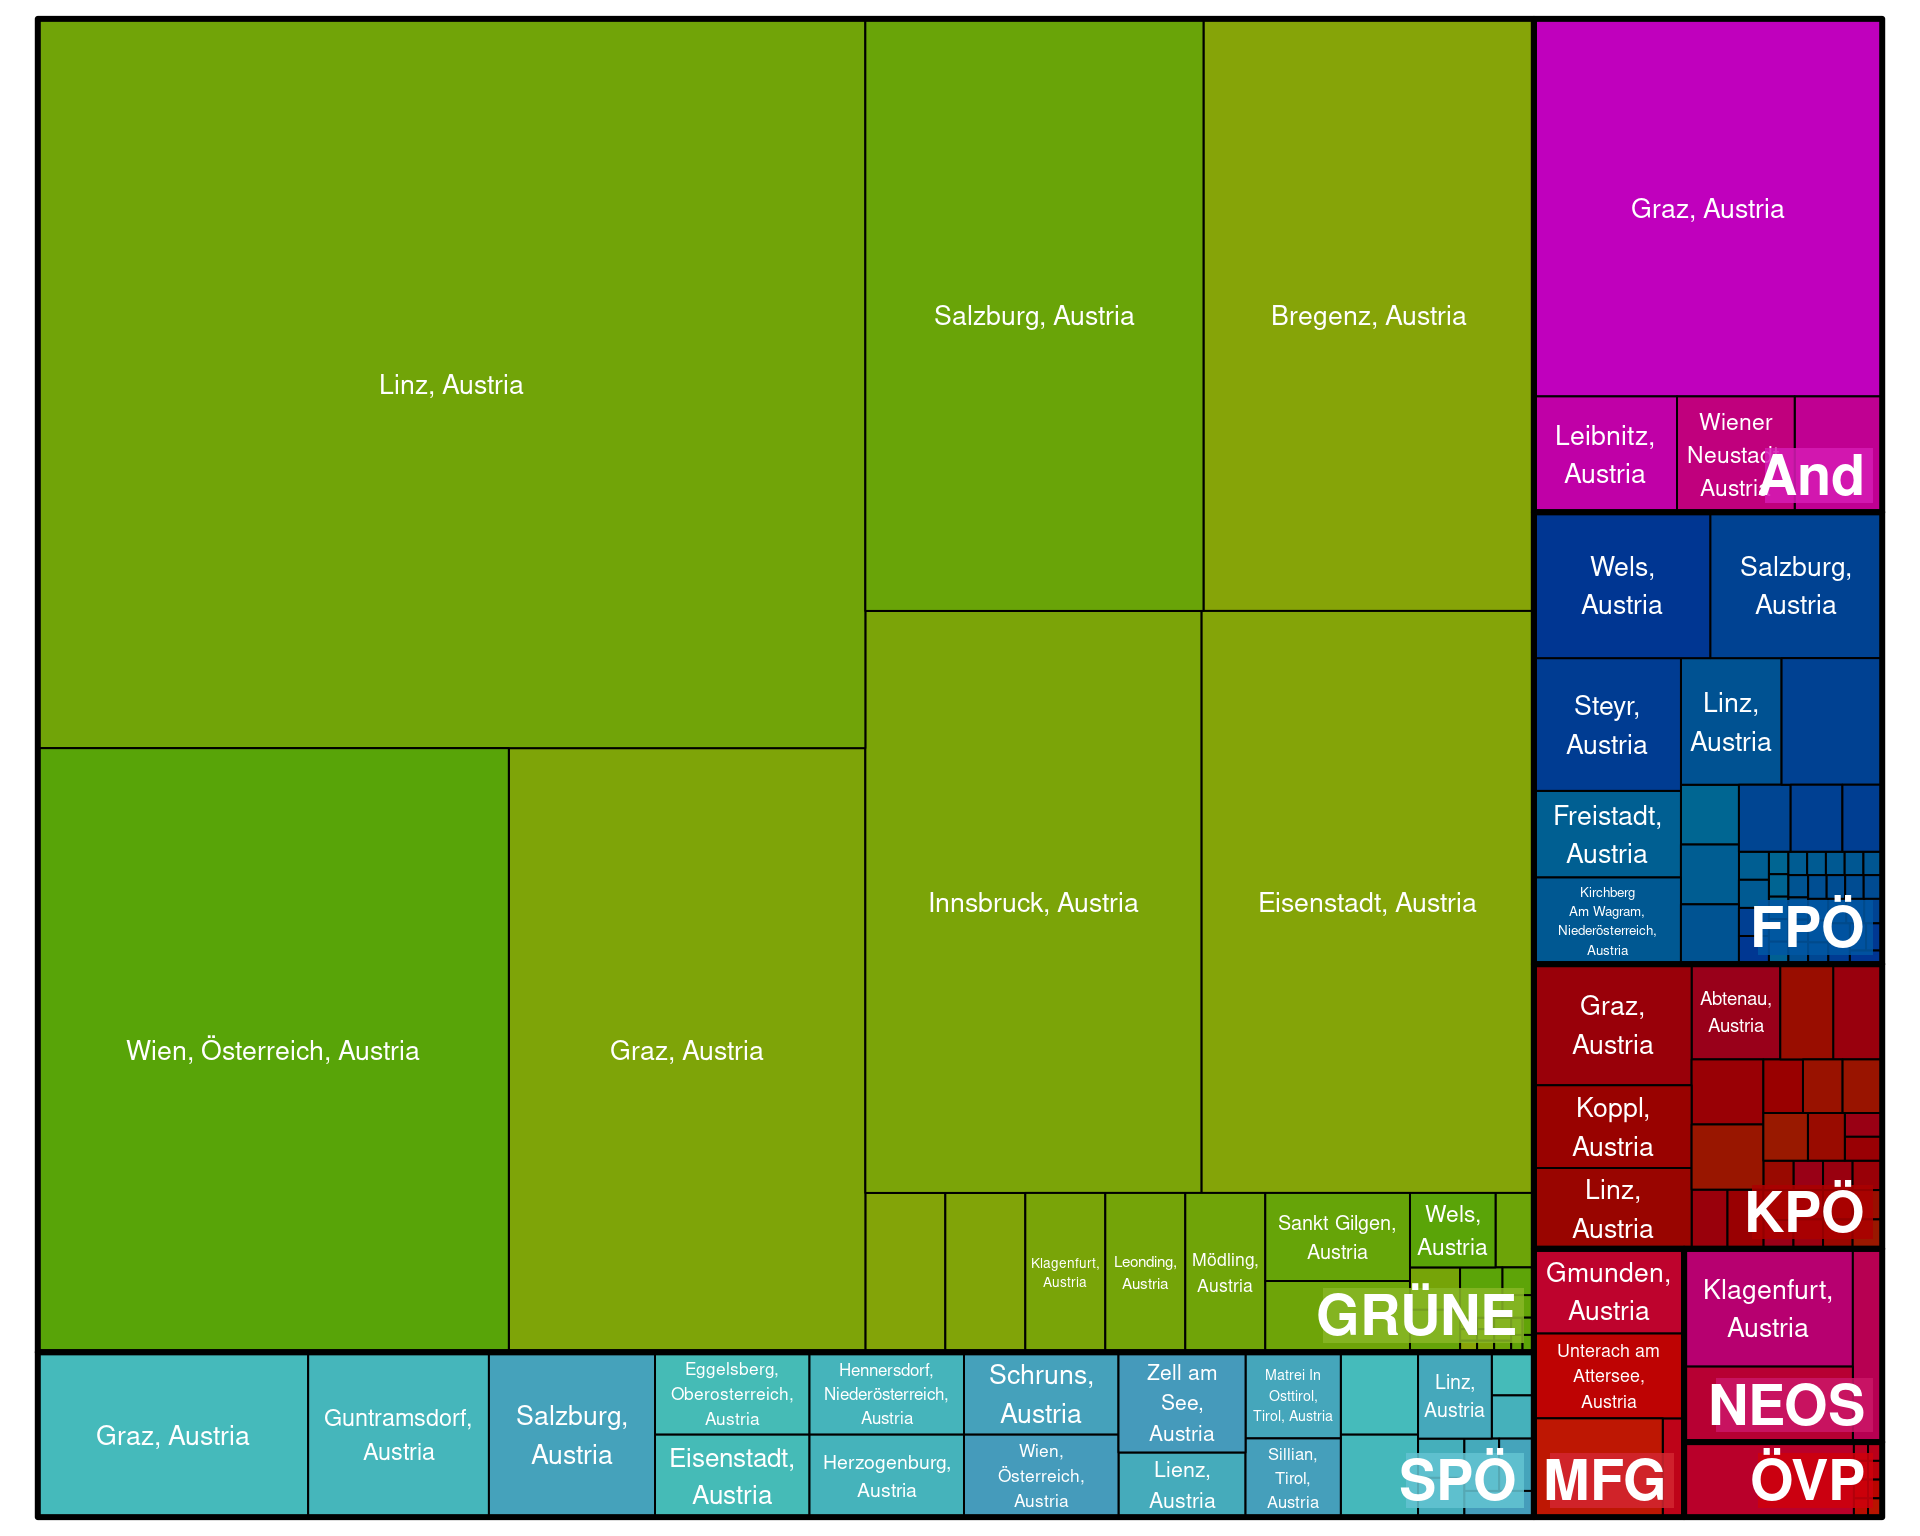 Linz, Austria
Salzburg, Austria
Bregenz, Austria
Wien, Österreich, Austria
Graz, Austria
Innsbruck, Austria
Eisenstadt, Austria
Klagenfurt,
Austria
Leonding,
Austria
Mödling,
Austria
Sankt Gilgen,
Austria
Wels,
Austria
GRÜNE
Graz, Austria
Guntramsdorf,
Austria
Salzburg,
Austria
Eggelsberg,
Oberosterreich,
Austria
Eisenstadt,
Austria
Hennersdorf,
Niederösterreich,
Austria
Herzogenburg,
Austria
Schruns,
Austria
Wien,
Österreich,
Austria
Zell am
See,
Austria
Lienz,
Austria
Matrei In
Osttirol,
Tirol, Austria
Sillian,
Tirol,
Austria
Linz,
Austria
SPÖ
Graz, Austria
Leibnitz,
Austria
Wiener
Neustadt,
Austria
And
Wels,
Austria
Salzburg,
Austria
Steyr,
Austria
Linz,
Austria
Freistadt,
Austria
Kirchberg
Am Wagram,
Niederösterreich,
Austria
FPÖ
Graz,
Austria
Abtenau,
Austria
Koppl,
Austria
Linz,
Austria
KPÖ
Gmunden,
Austria
Unterach am
Attersee,
Austria
MFG
Klagenfurt,
Austria
NEOS
ÖVP